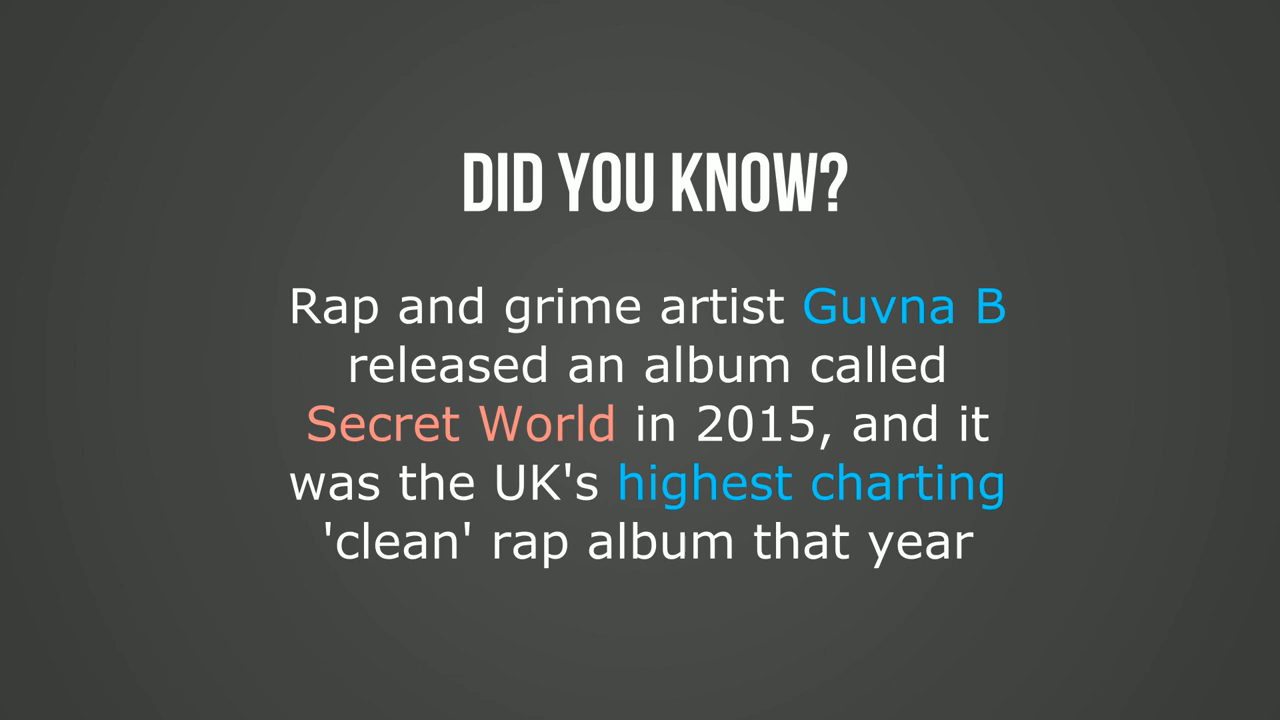 DID YOU KNOW?
Rap and grime artist Guvna B
released an album called
Secret World in 2015, and it
was the UK's highest charting
'clean' rap album that year